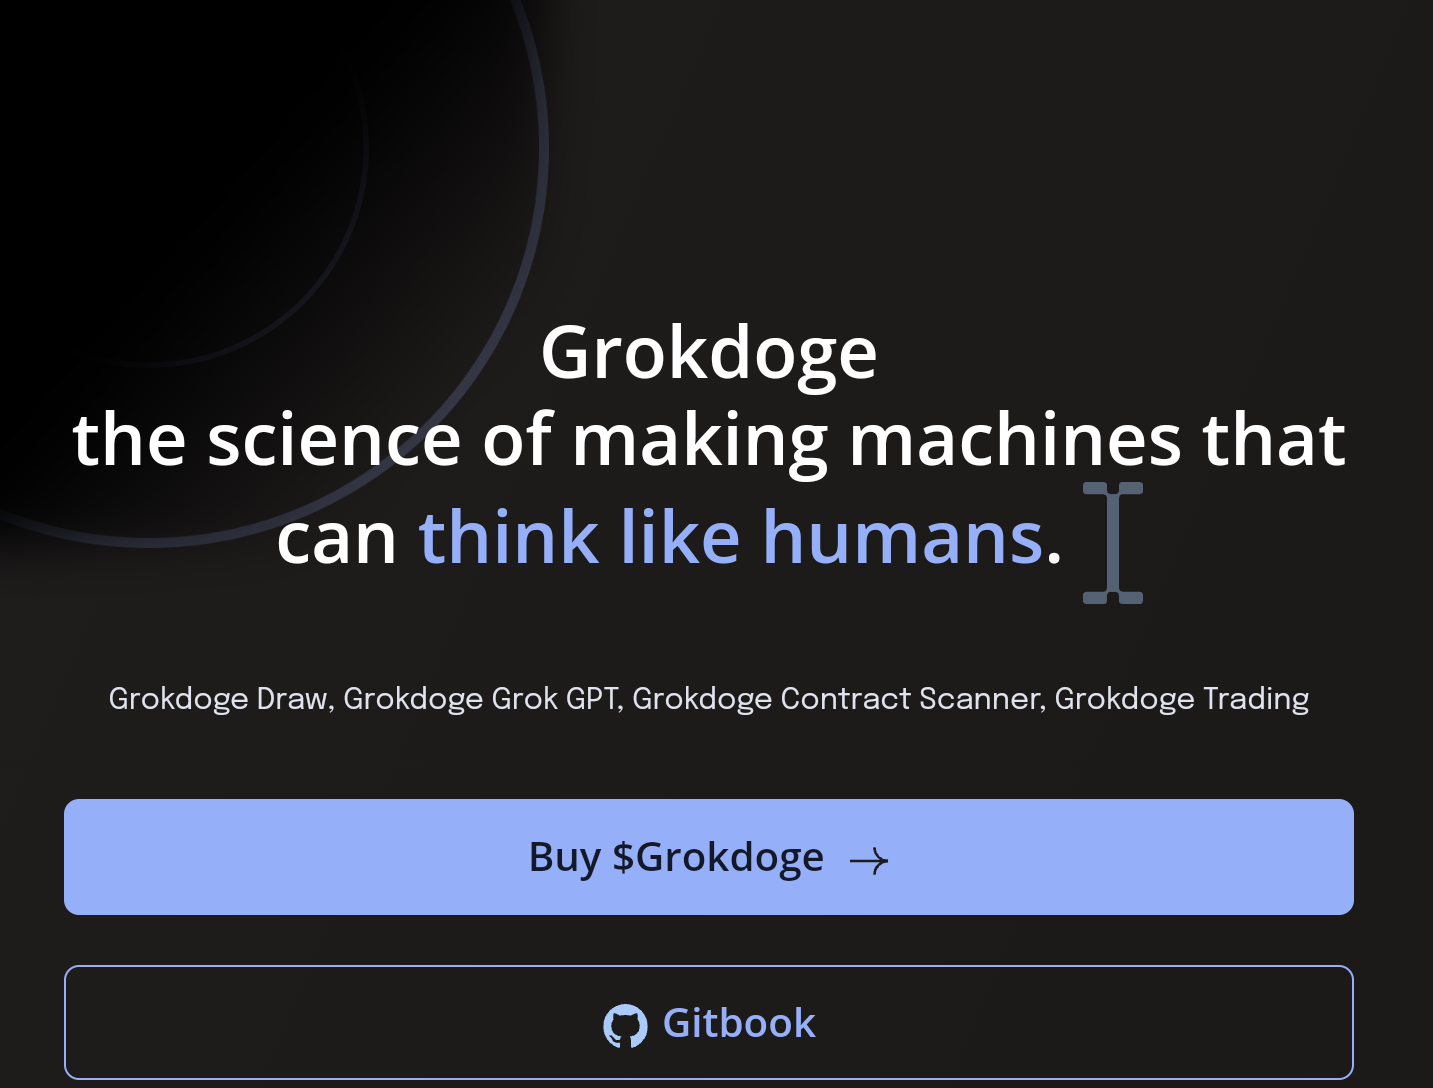 Grokdoge
the science of making machines that
can think like humans.
Grokdoge Draw, Grokdoge Grok GPT, Grokdoge Contract Scanner, Grokdoge Trading
Buy $Grokdoge →
Gitbook